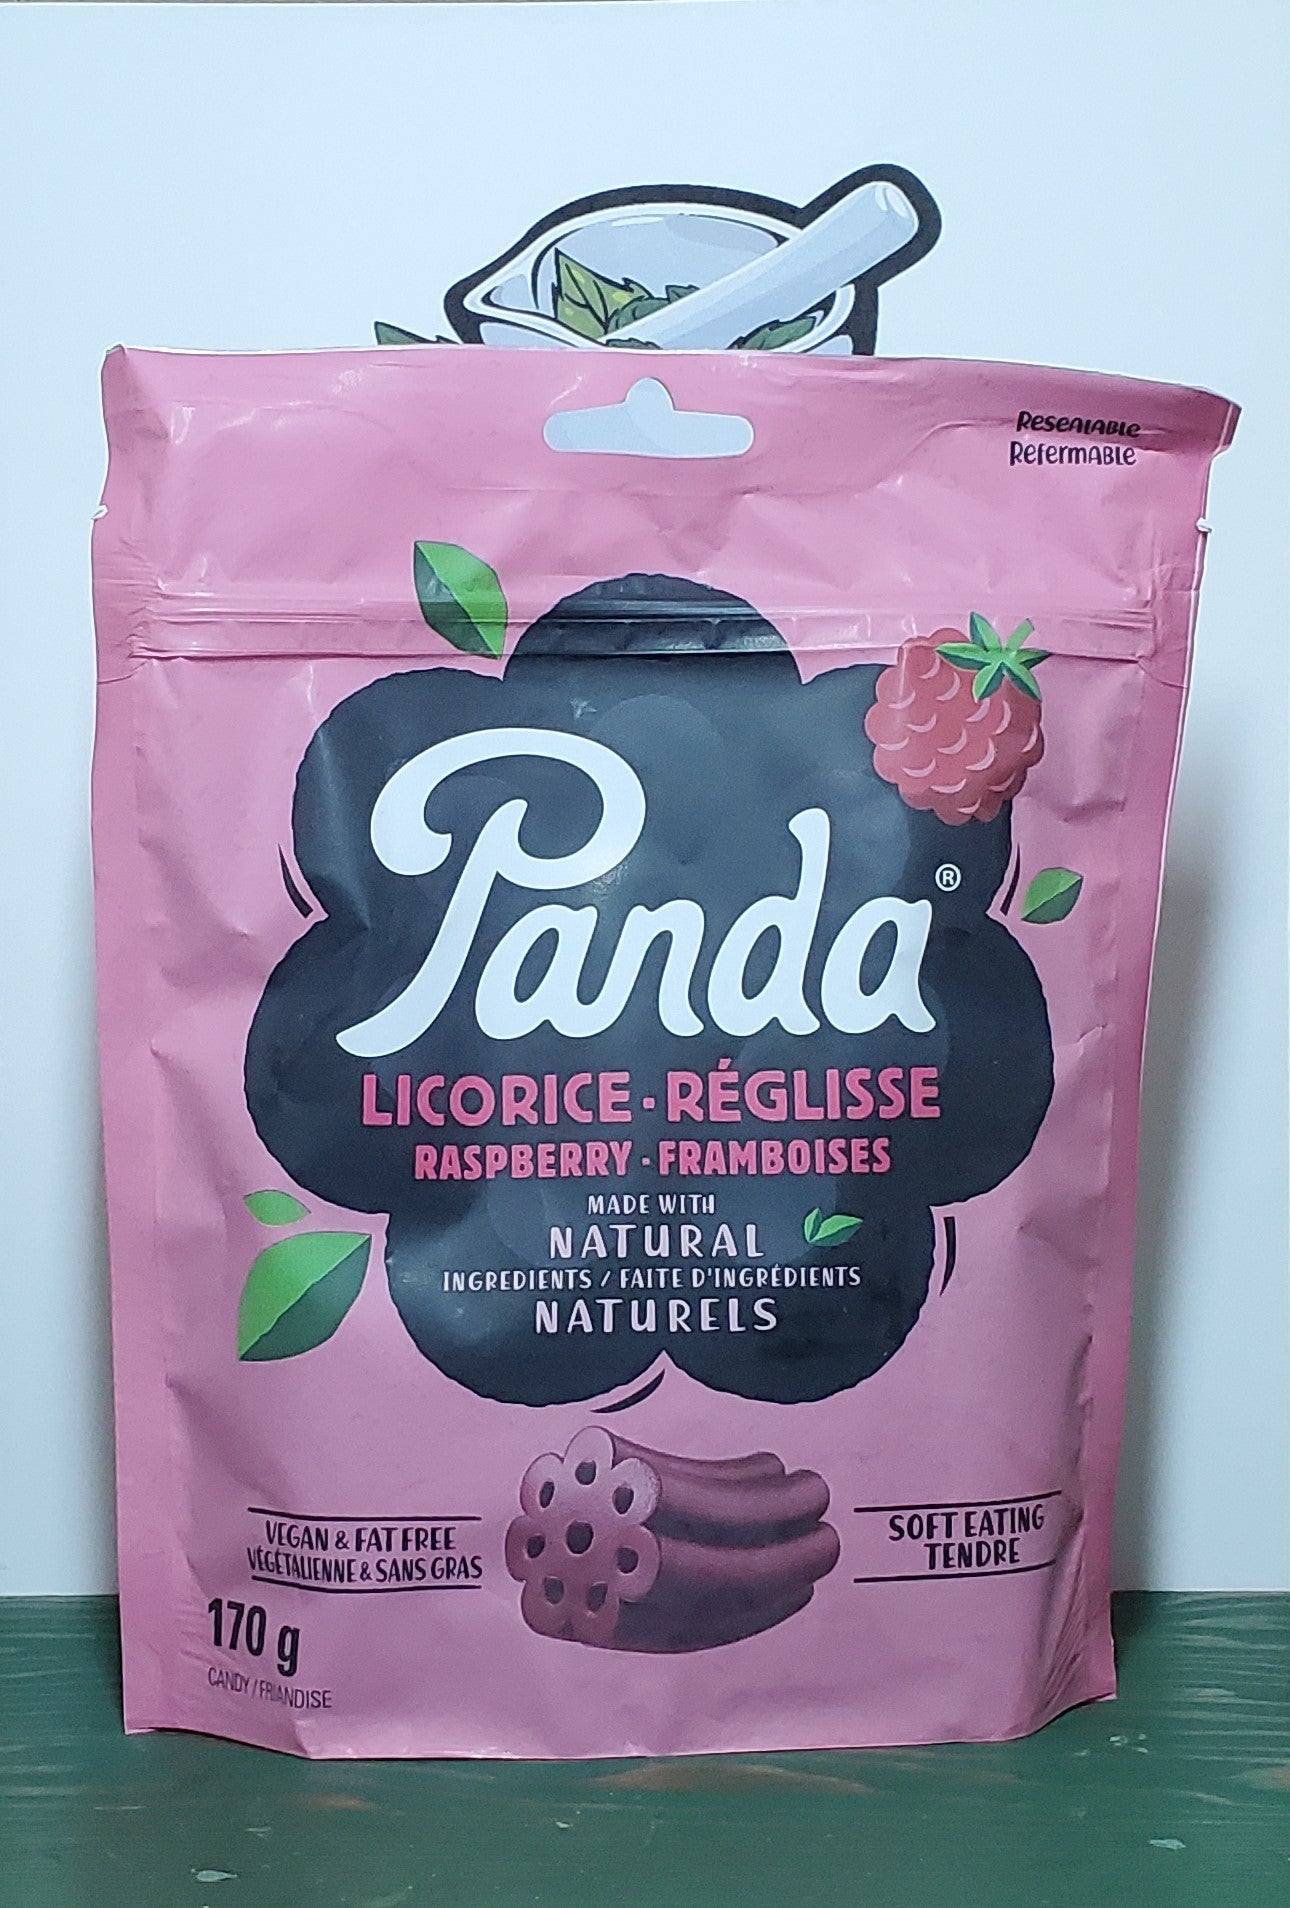 Resealable
Refermable
Panda®
LICORICE · RÉGLISSE
RASPBERRY · FRAMBOISES
MADE WITH
NATURAL
INGREDIENTS / FAITE D'INGRÉDIENTS
NATURELS
VEGAN & FAT FREE
VÉGÉTALIENNE & SANS GRAS
SOFT EATING
TENDRE
170 g
CANDY / FRIANDISE